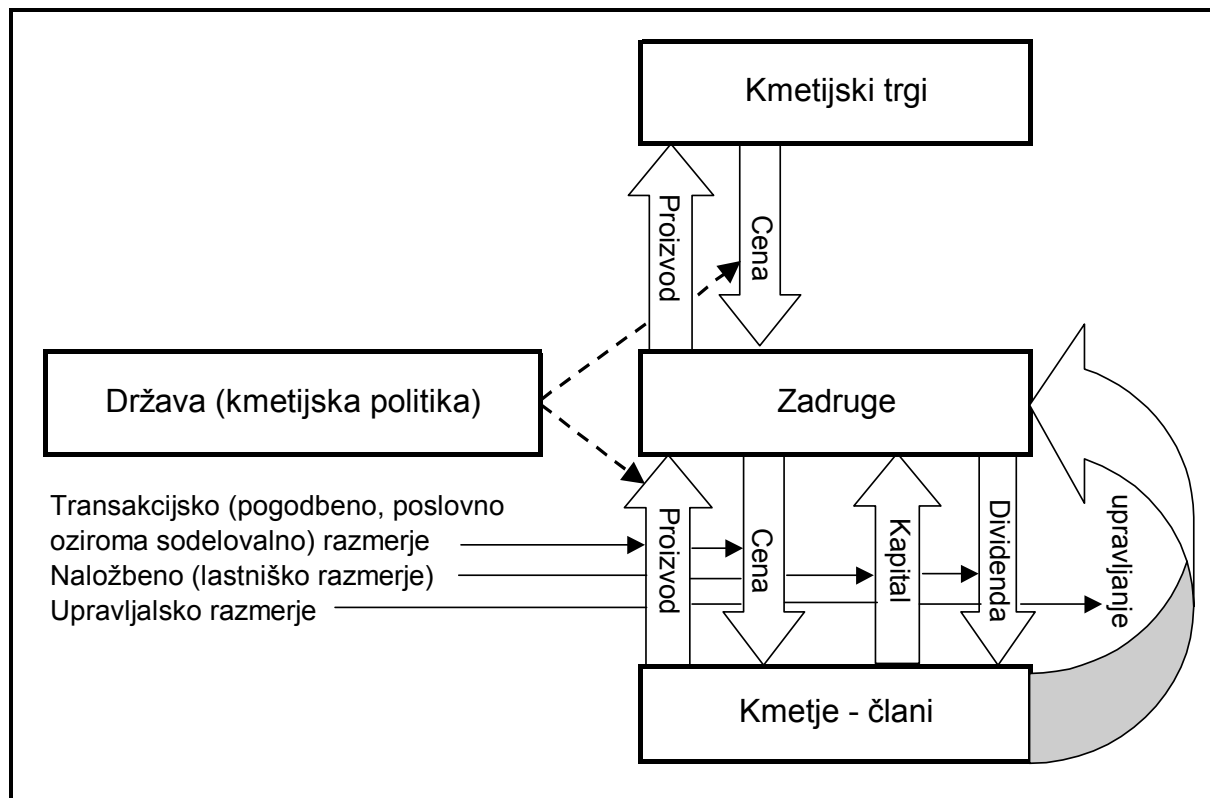 Kmetijski trgi
Proizvod
Cena
Država (kmetijska politika)
Zadruge
Transakcijsko (pogodbeno, poslovno
oziroma sodelovalno) razmerje
Naložbeno (lastniško razmerje)
Upravljalsko razmerje
Proizvod
Cena
Kapital
Dividenda
upravljanje
Kmetje - člani